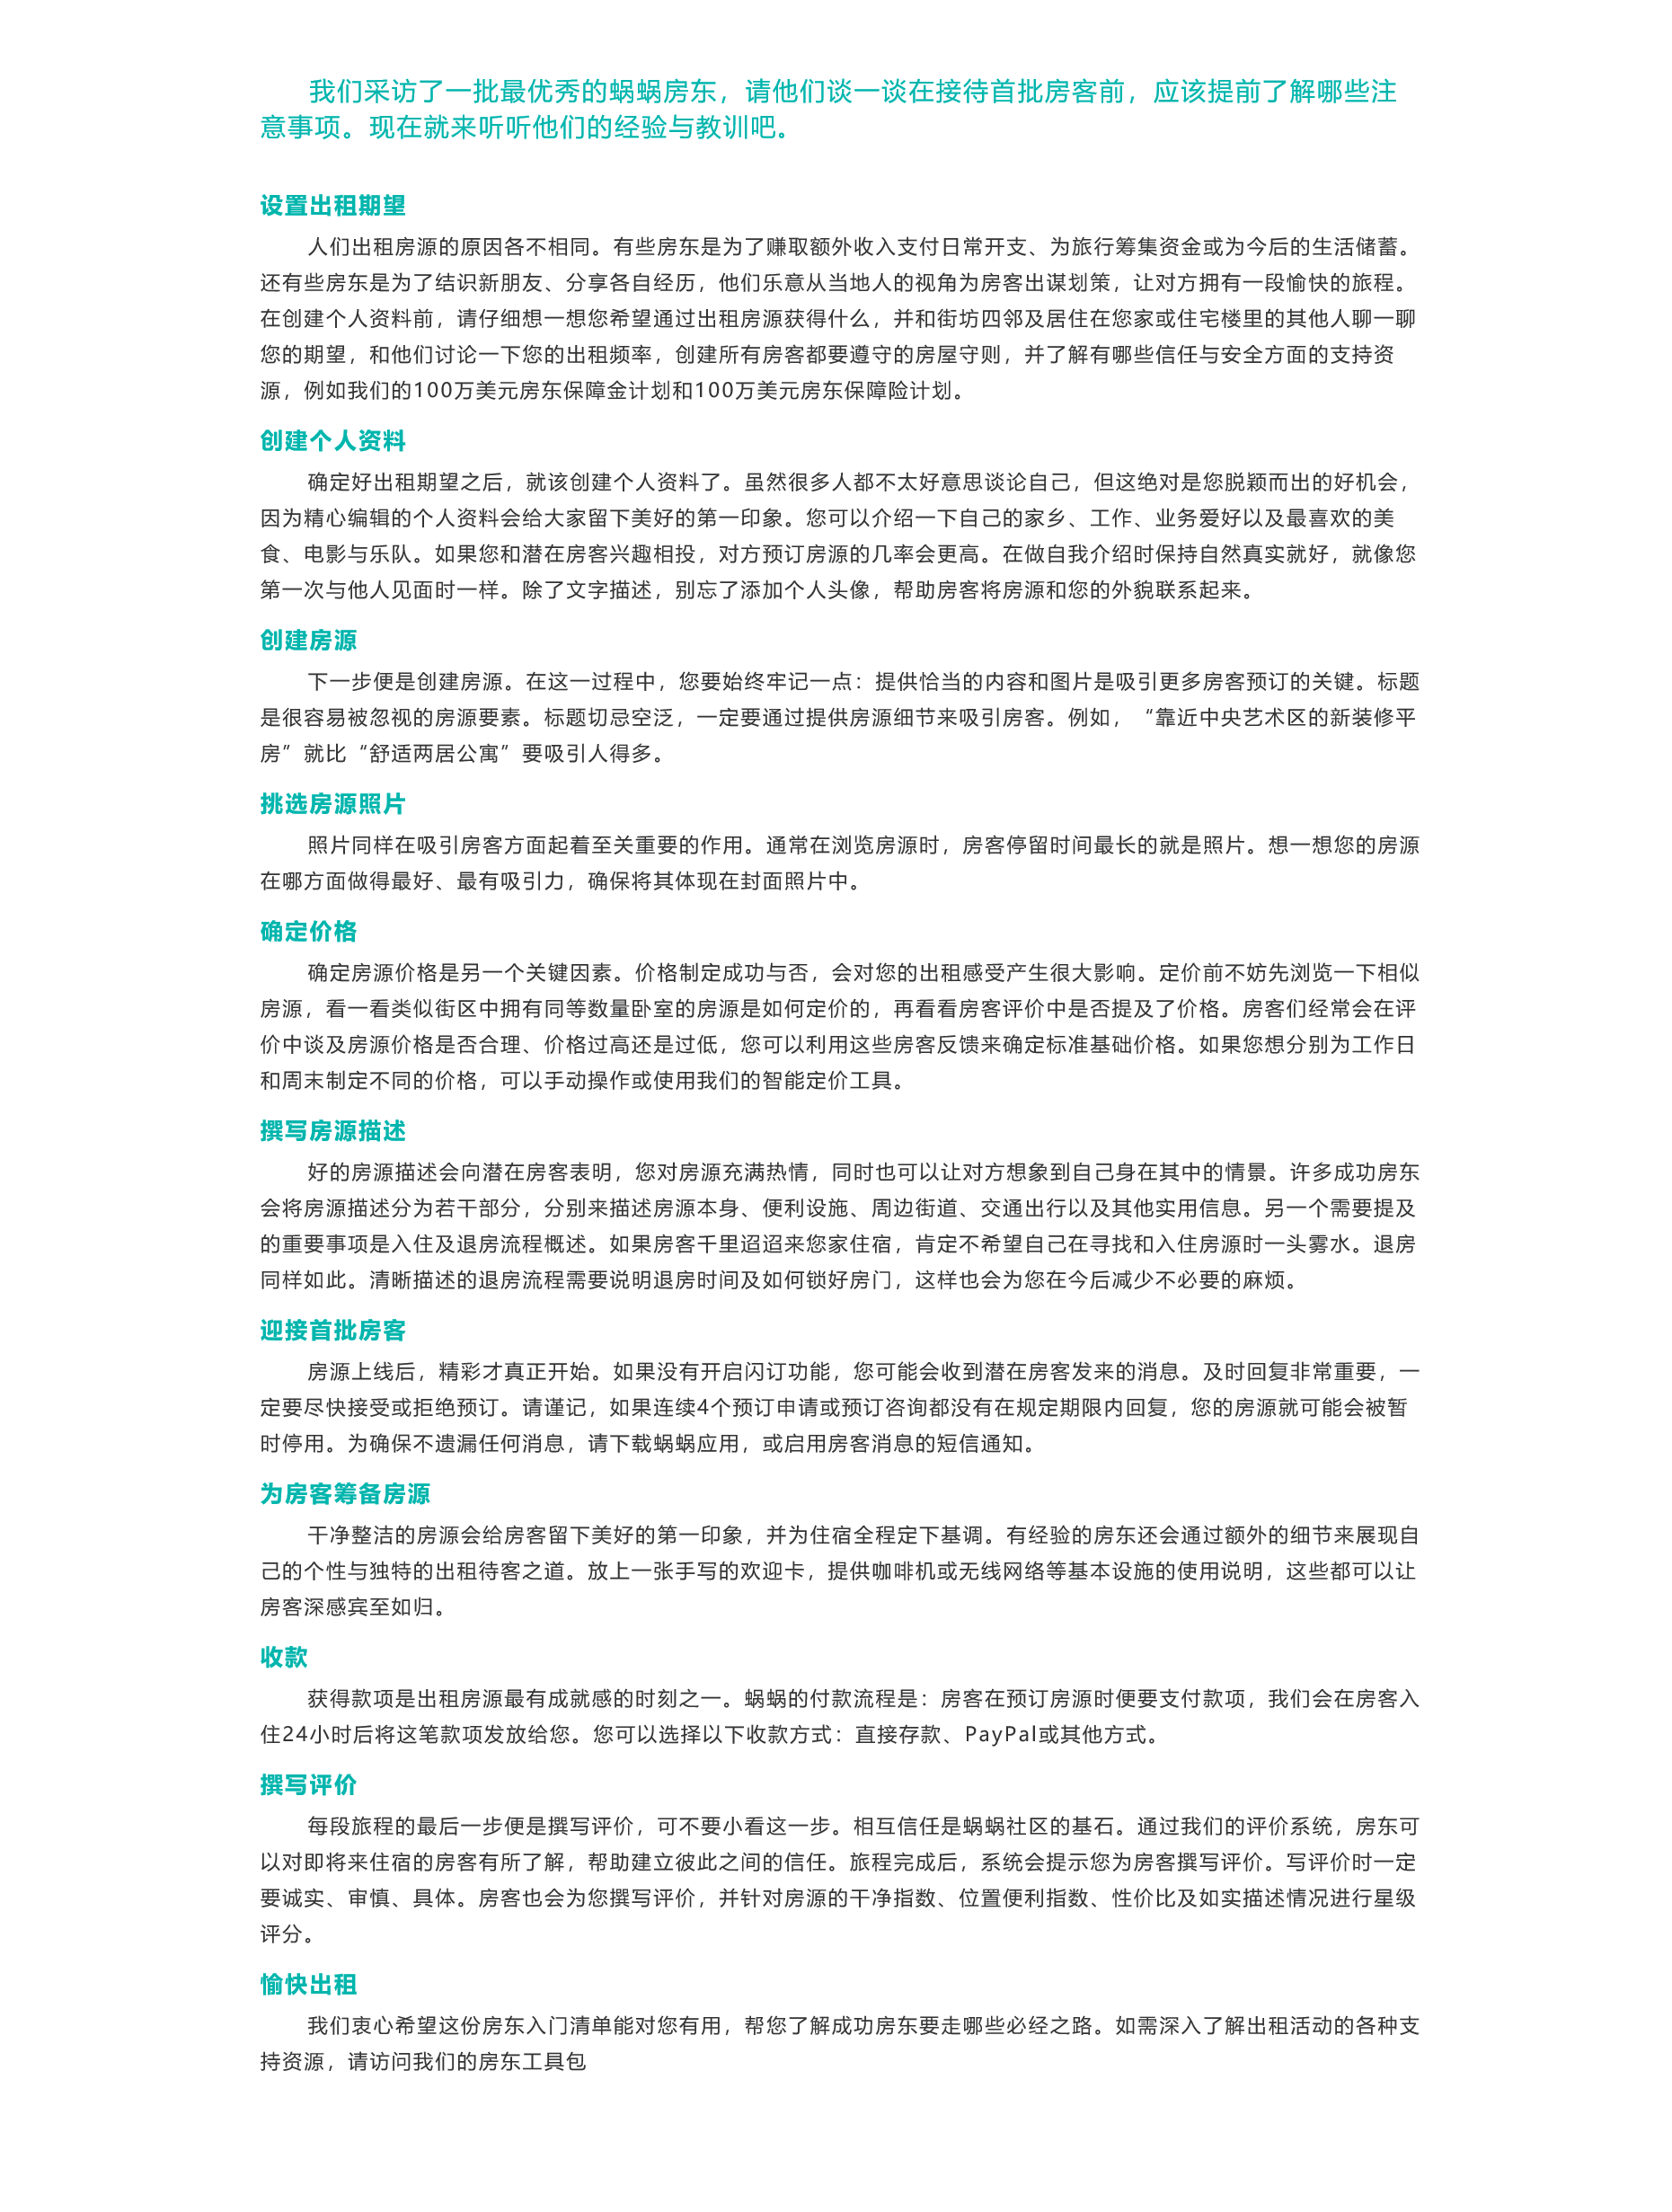 我们采访了一批最优秀的蜗蜗房东，请他们谈一谈在接待首批房客前，应该提前了解哪些注
意事项。现在就来听听他们的经验与教训吧。
设置出租期望
人们出租房源的原因各不相同。有些房东是为了赚取额外收入支付日常开支、为旅行筹集资金或为今后的生活储蓄。
还有些房东是为了结识新朋友、分享各自经历，他们乐意从当地人的视角为房客出谋划策，让对方拥有一段愉快的旅程。
在创建个人资料前，请仔细想一想您希望通过出租房源获得什么，并和街坊四邻及居住在您家或住宅楼里的其他人聊一聊
您的期望，和他们讨论一下您的出租频率，创建所有房客都要遵守的房屋守则，并了解有哪些信任与安全方面的支持资
源，例如我们的100万美元房东保障金计划和100万美元房东保障险计划。
创建个人资料
确定好出租期望之后，就该创建个人资料了。虽然很多人都不太好意思谈论自己，但这绝对是您脱颖而出的好机会，
因为精心编辑的个人资料会给大家留下美好的第一印象。您可以介绍一下自己的家乡、工作、业务爱好以及最喜欢的美
食、电影与乐队。如果您和潜在房客兴趣相投，对方预订房源的几率会更高。在做自我介绍时保持自然真实就好，就像您
第一次与他人见面时一样。除了文字描述，别忘了添加个人头像，帮助房客将房源和您的外貌联系起来。
创建房源
下一步便是创建房源。在这一过程中，您要始终牢记一点：提供恰当的内容和图片是吸引更多房客预订的关键。标题
是很容易被忽视的房源要素。标题切忌空泛，一定要通过提供房源细节来吸引房客。例如，“靠近中央艺术区的新装修平
房”就比“舒适两居公寓”要吸引人得多。
挑选房源照片
照片同样在吸引房客方面起着至关重要的作用。通常在浏览房源时，房客停留时间最长的就是照片。想一想您的房源
在哪方面做得最好、最有吸引力，确保将其体现在封面照片中。
确定价格
确定房源价格是另一个关键因素。价格制定成功与否，会对您的出租感受产生很大影响。定价前不妨先浏览一下相似
房源，看一看类似街区中拥有同等数量卧室的房源是如何定价的，再看看房客评价中是否提及了价格。房客们经常会在评
价中谈及房源价格是否合理、价格过高还是过低，您可以利用这些房客反馈来确定标准基础价格。如果您想分别为工作日
和周末制定不同的价格，可以手动操作或使用我们的智能定价工具。
撰写房源描述
好的房源描述会向潜在房客表明，您对房源充满热情，同时也可以让对方想象到自己身在其中的情景。许多成功房东
会将房源描述分为若干部分，分别来描述房源本身、便利设施、周边街道、交通出行以及其他实用信息。另一个需要提及
的重要事项是入住及退房流程概述。如果房客千里迢迢来您家住宿，肯定不希望自己在寻找和入住房源时一头雾水。退房
同样如此。清晰描述的退房流程需要说明退房时间及如何锁好房门，这样也会为您在今后减少不必要的麻烦。
迎接首批房客
房源上线后，精彩才真正开始。如果没有开启闪订功能，您可能会收到潜在房客发来的消息。及时回复非常重要，一
定要尽快接受或拒绝预订。请谨记，如果连续4个预订申请或预订咨询都没有在规定期限内回复，您的房源就可能会被暂
时停用。为确保不遗漏任何消息，请下载蜗蜗应用，或启用房客消息的短信通知。
为房客筹备房源
干净整洁的房源会给房客留下美好的第一印象，并为住宿全程定下基调。有经验的房东还会通过额外的细节来展现自
己的个性与独特的出租待客之道。放上一张手写的欢迎卡，提供咖啡机或无线网络等基本设施的使用说明，这些都可以让
房客深感宾至如归。
收款
获得款项是出租房源最有成就感的时刻之一。蜗蜗的付款流程是：房客在预订房源时便要支付款项，我们会在房客入
住24小时后将这笔款项发放给您。您可以选择以下收款方式：直接存款、PayPal或其他方式。
撰写评价
每段旅程的最后一步便是撰写评价，可不要小看这一步。相互信任是蜗蜗社区的基石。通过我们的评价系统，房东可
以对即将来住宿的房客有所了解，帮助建立彼此之间的信任。旅程完成后，系统会提示您为房客撰写评价。写评价时一定
要诚实、审慎、具体。房客也会为您撰写评价，并针对房源的干净指数、位置便利指数、性价比及如实描述情况进行星级
评分。
愉快出租
我们衷心希望这份房东入门清单能对您有用，帮您了解成功房东要走哪些必经之路。如需深入了解出租活动的各种支
持资源，请访问我们的房东工具包